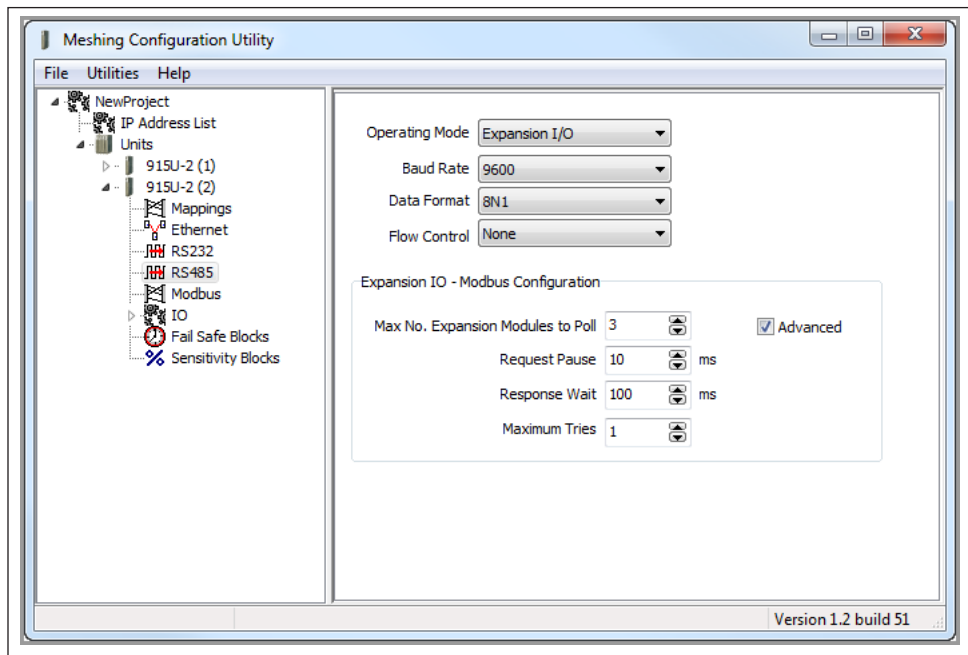 Meshing Configuration Utility
File Utilities Help
NewProject
IP Address List
Units
915U-2 (1)
915U-2 (2)
Mappings
Ethernet
RS232
RS485
Modbus
IO
Fail Safe Blocks
Sensitivity Blocks
Operating Mode Expansion I/O
Baud Rate 9600
Data Format 8N1
Flow Control None
Expansion IO - Modbus Configuration
Max No. Expansion Modules to Poll 3 Advanced
Request Pause 10 ms
Response Wait 100 ms
Maximum Tries 1
Version 1.2 build 51